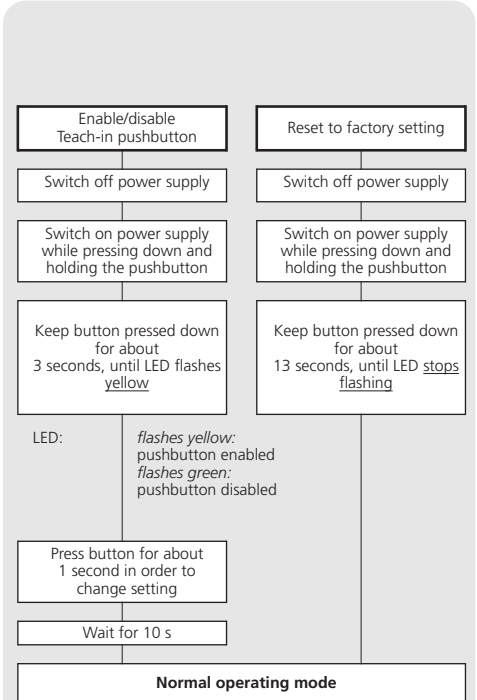 Enable/disable
Teach-in pushbutton
Switch off power supply
Switch on power supply
while pressing down and
holding the pushbutton
Keep button pressed down
for about
3 seconds, until LED flashes
yellow
LED:
flashes yellow:
pushbutton enabled
flashes green:
pushbutton disabled
Press button for about
1 second in order to
change setting
Wait for 10 s
Reset to factory setting
Switch off power supply
Switch on power supply
while pressing down and
holding the pushbutton
Keep button pressed down
for about
13 seconds, until LED stops
flashing
Normal operating mode